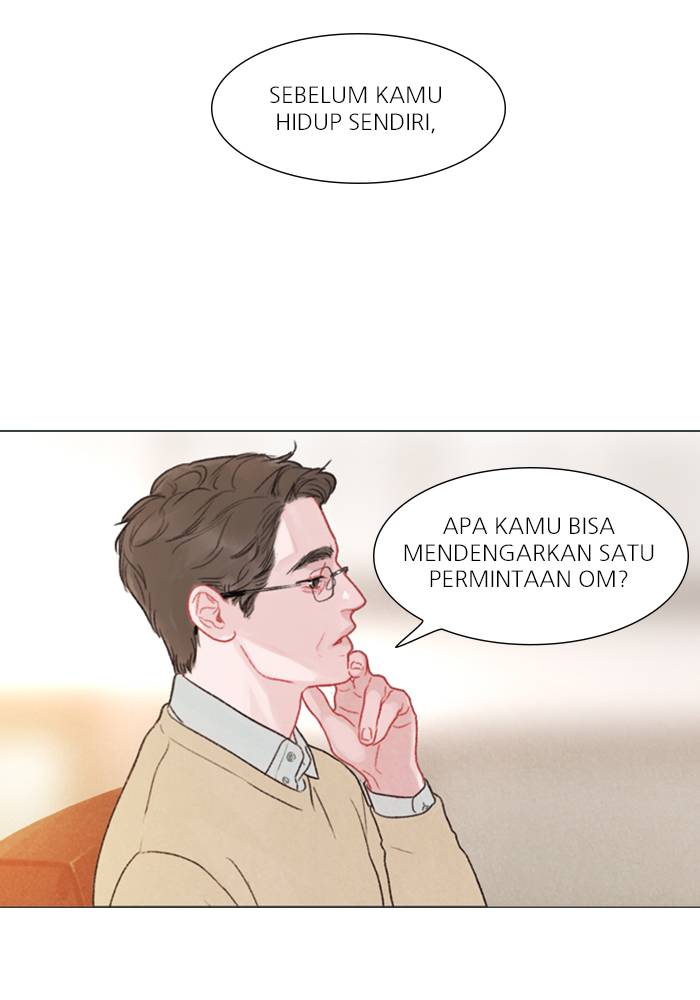 SEBELUM KAMU
HIDUP SENDIRI,
APA KAMU BISA
MENDENGARKAN SATU
PERMINTAAN OM?